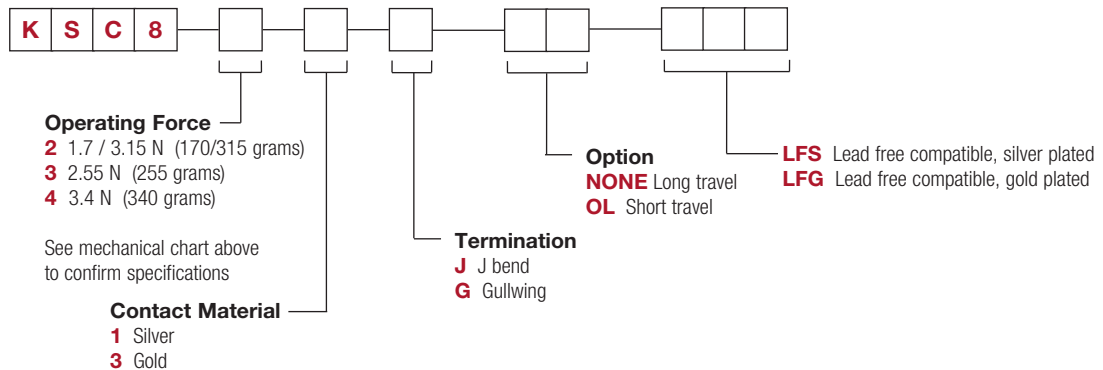 K S C 8
Operating Force
2 1.7 / 3.15 N (170/315 grams)
3 2.55 N (255 grams)
4 3.4 N (340 grams)
See mechanical chart above
to confirm specifications
Contact Material
1 Silver
3 Gold
Termination
J J bend
G Gullwing
Option
NONE Long travel
OL Short travel
LFS Lead free compatible, silver plated
LFG Lead free compatible, gold plated